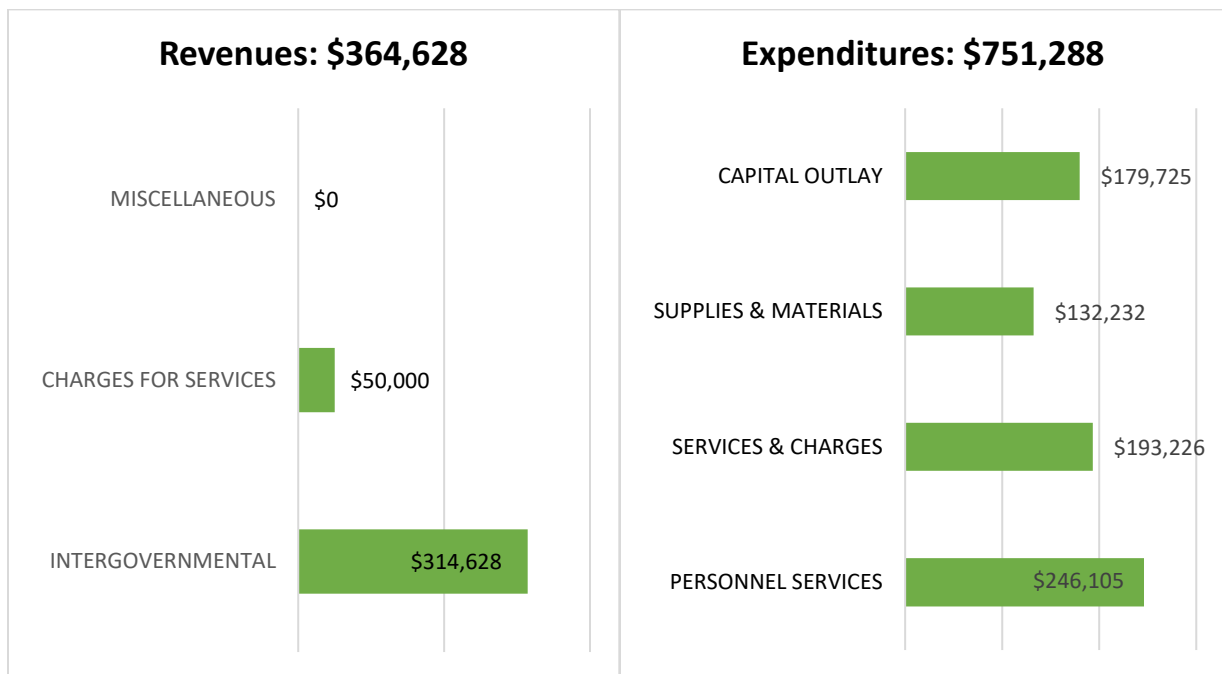 Revenues: $364,628
MISCELLANEOUS $0
CHARGES FOR SERVICES $50,000
INTERGOVERNMENTAL $314,628
Expenditures: $751,288
CAPITAL OUTLAY $179,725
SUPPLIES & MATERIALS $132,232
SERVICES & CHARGES $193,226
PERSONNEL SERVICES $246,105